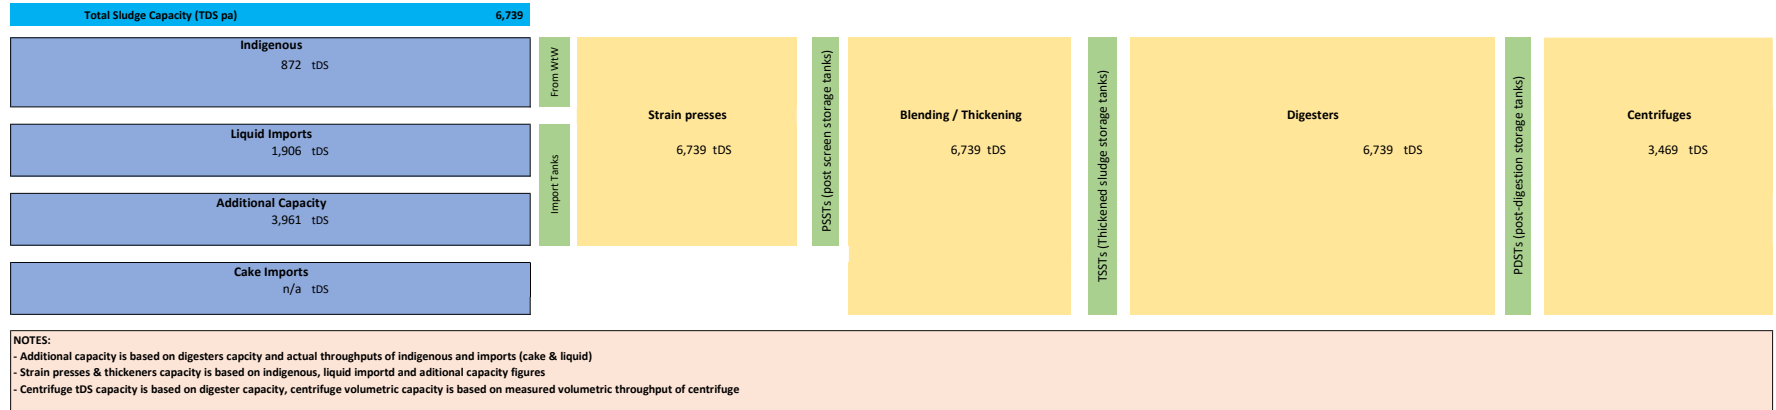 Total Sludge Capacity (TDS pa) 6,739
Indigenous
872 tDS
Liquid Imports
1,906 tDS
Additional Capacity
3,961 tDS
Cake Imports
n/a tDS
From WtW
Import Tanks
Strain presses
6,739 tDS
PSSTs (post screen storage tanks)
Blending / Thickening
6,739 tDS
TSSTs (Thickened sludge storage tanks)
Digesters
6,739 tDS
PDSTs (post-digestion storage tanks)
Centrifuges
3,469 tDS
NOTES:
- Additional capacity is based on digesters capcity and actual throughputs of indigenous and imports (cake & liquid)
- Strain presses & thickeners capacity is based on indigenous, liquid importd and aditional capacity figures
- Centrifuge tDS capacity is based on digester capacity, centrifuge volumetric capacity is based on measured volumetric throughput of centrifuge